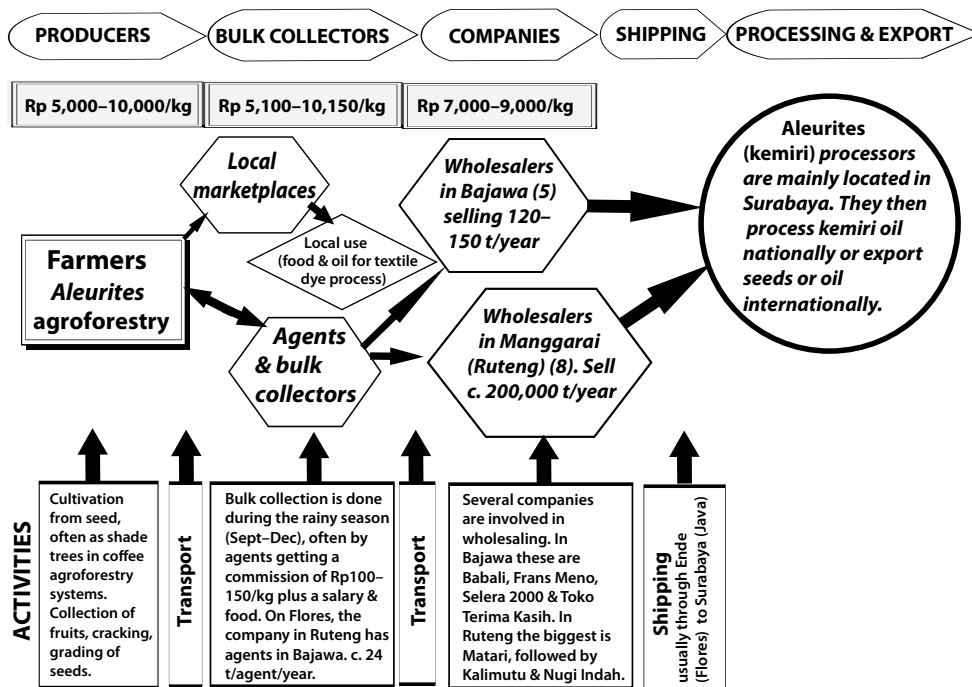 PRODUCERS
BULK COLLECTORS
COMPANIES
SHIPPING
PROCESSING & EXPORT
Rp 5,000–10,000/kg
Rp 5,100–10,150/kg
Rp 7,000–9,000/kg
Farmers
Aleurites
agroforestry
Local
marketplaces
Local use
(food & oil for textile
dye process)
Agents
& bulk
collectors
Wholesalers
in Bajawa (5)
selling 120–
150 t/year
Wholesalers
in Manggarai
(Ruteng) (8). Sell
c. 200,000 t/year
Aleurites
(kemiri) processors
are mainly located in
Surabaya. They then
process kemiri oil
nationally or export
seeds or oil
internationally.
ACTIVITIES
Cultivation
from seed,
often as shade
trees in coffee
agroforestry
systems.
Collection of
fruits, cracking,
grading of
seeds.
Transport
Bulk collection is done
during the rainy season
(Sept–Dec), often by
agents getting a
commission of Rp100–
150/kg plus a salary &
food. On Flores, the
company in Ruteng has
agents in Bajawa. c. 24
t/agent/year.
Transport
Several companies
are involved in
wholesaling. In
Bajawa these are
Babali, Frans Meno,
Selera 2000 & Toko
Terima Kasih. In
Ruteng the biggest is
Matari, followed by
Kalimutu & Nugi Indah.
Shipping
usually through Ende
(Flores) to Surabaya (Java)